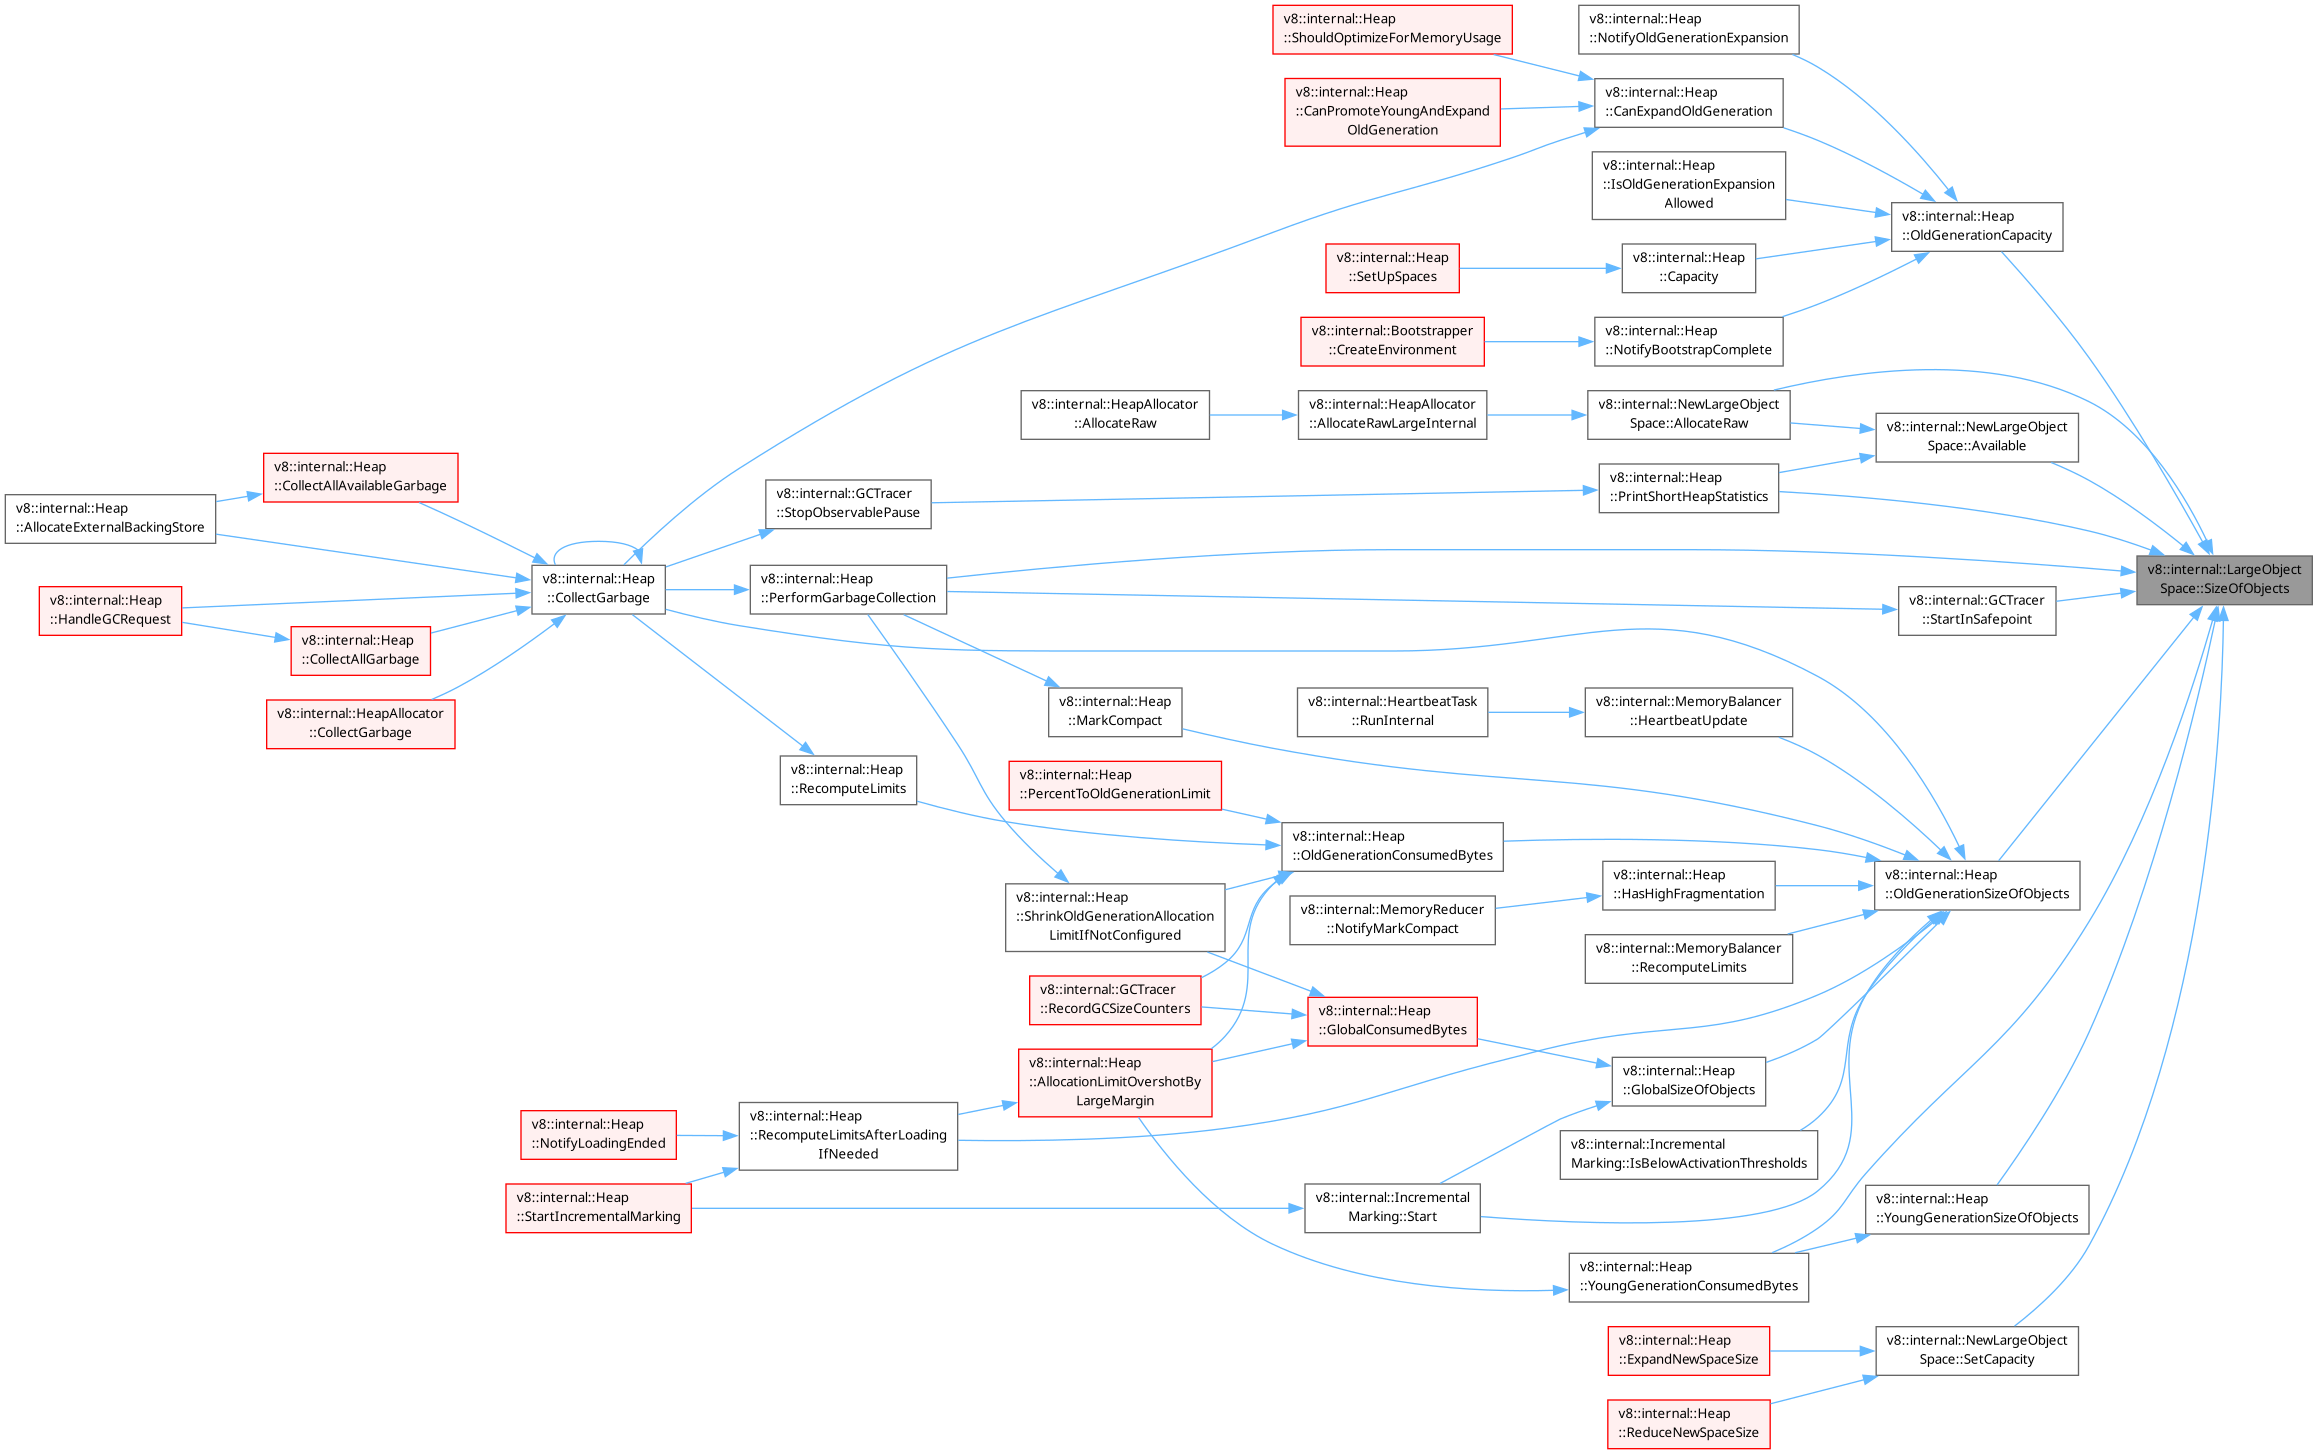 v8::internal::Heap
::ShouldOptimizeForMemoryUsage
v8::internal::Heap
::NotifyOldGenerationExpansion
v8::internal::Heap
::CanPromoteYoungAndExpand
OldGeneration
v8::internal::Heap
::CanExpandOldGeneration
v8::internal::Heap
::IsOldGenerationExpansion
Allowed
v8::internal::Heap
::OldGenerationCapacity
v8::internal::Heap
::SetUpSpaces
v8::internal::Heap
::Capacity
v8::internal::Bootstrapper
::CreateEnvironment
v8::internal::Heap
::NotifyBootstrapComplete
v8::internal::HeapAllocator
::AllocateRaw
v8::internal::HeapAllocator
::AllocateRawLargeInternal
v8::internal::NewLargeObject
Space::AllocateRaw
v8::internal::NewLargeObject
Space::Available
v8::internal::Heap
::CollectAllAvailableGarbage
v8::internal::Heap
::AllocateExternalBackingStore
v8::internal::GCTracer
::StopObservablePause
v8::internal::Heap
::PrintShortHeapStatistics
v8::internal::LargeObject
Space::SizeOfObjects
v8::internal::Heap
::CollectGarbage
v8::internal::Heap
::PerformGarbageCollection
v8::internal::Heap
::HandleGCRequest
v8::internal::GCTracer
::StartInSafepoint
v8::internal::Heap
::CollectAllGarbage
v8::internal::HeapAllocator
::CollectGarbage
v8::internal::Heap
::MarkCompact
v8::internal::HeartbeatTask
::RunInternal
v8::internal::MemoryBalancer
::HeartbeatUpdate
v8::internal::Heap
::RecomputeLimits
v8::internal::Heap
::PercentToOldGenerationLimit
v8::internal::Heap
::OldGenerationConsumedBytes
v8::internal::Heap
::HasHighFragmentation
v8::internal::Heap
::OldGenerationSizeOfObjects
v8::internal::Heap
::ShrinkOldGenerationAllocation
LimitIfNotConfigured
v8::internal::MemoryReducer
::NotifyMarkCompact
v8::internal::MemoryBalancer
::RecomputeLimits
v8::internal::GCTracer
::RecordGCSizeCounters
v8::internal::Heap
::GlobalConsumedBytes
v8::internal::Heap
::AllocationLimitOvershotBy
LargeMargin
v8::internal::Heap
::GlobalSizeOfObjects
v8::internal::Heap
::NotifyLoadingEnded
v8::internal::Heap
::RecomputeLimitsAfterLoading
IfNeeded
v8::internal::Incremental
Marking::IsBelowActivationThresholds
v8::internal::Heap
::StartIncrementalMarking
v8::internal::Incremental
Marking::Start
v8::internal::Heap
::YoungGenerationSizeOfObjects
v8::internal::Heap
::YoungGenerationConsumedBytes
v8::internal::Heap
::ExpandNewSpaceSize
v8::internal::NewLargeObject
Space::SetCapacity
v8::internal::Heap
::ReduceNewSpaceSize